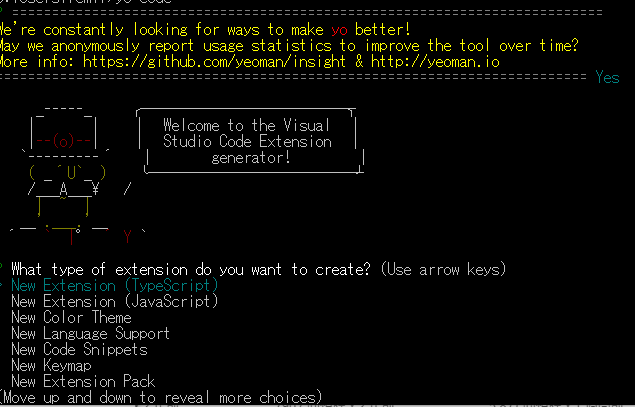 yo code
We're constantly looking for ways to make yo better!
May we anonymously report usage statistics to improve the tool over time?
More info: https://github.com/yeoman/insight & http://yeoman.io
Yes
Welcome to the Visual
Studio Code Extension
generator!
? What type of extension do you want to create? (Use arrow keys)
> New Extension (TypeScript)
New Extension (JavaScript)
New Color Theme
New Language Support
New Code Snippets
New Keymap
New Extension Pack
(Move up and down to reveal more choices)